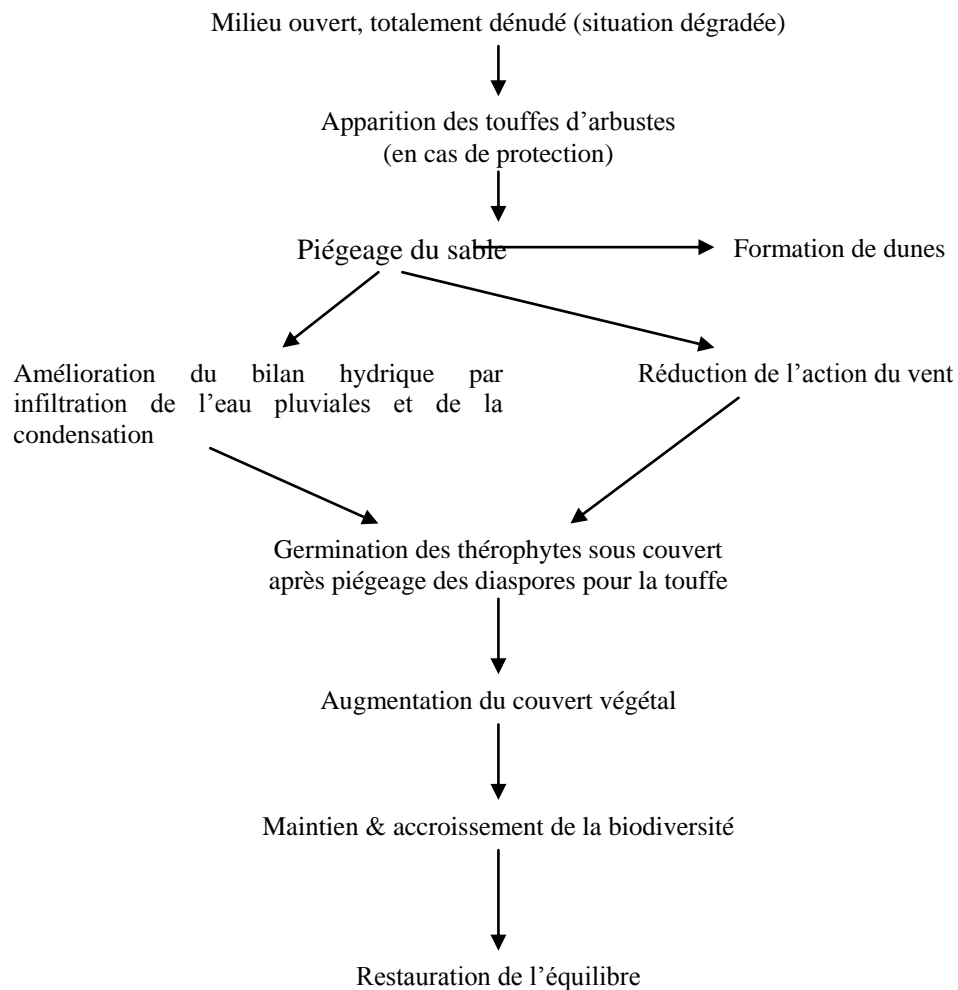 Milieu ouvert, totalement dénudé (situation dégradée)
Apparition des touffes d’arbustes
(en cas de protection)
Piégeage du sable
Formation de dunes
Amélioration du bilan hydrique par
infiltration de l’eau pluviales et de la
condensation
Réduction de l’action du vent
Germination des thérophytes sous couvert
après piégeage des diaspores pour la touffe
Augmentation du couvert végétal
Maintien & accroissement de la biodiversité
Restauration de l’équilibre